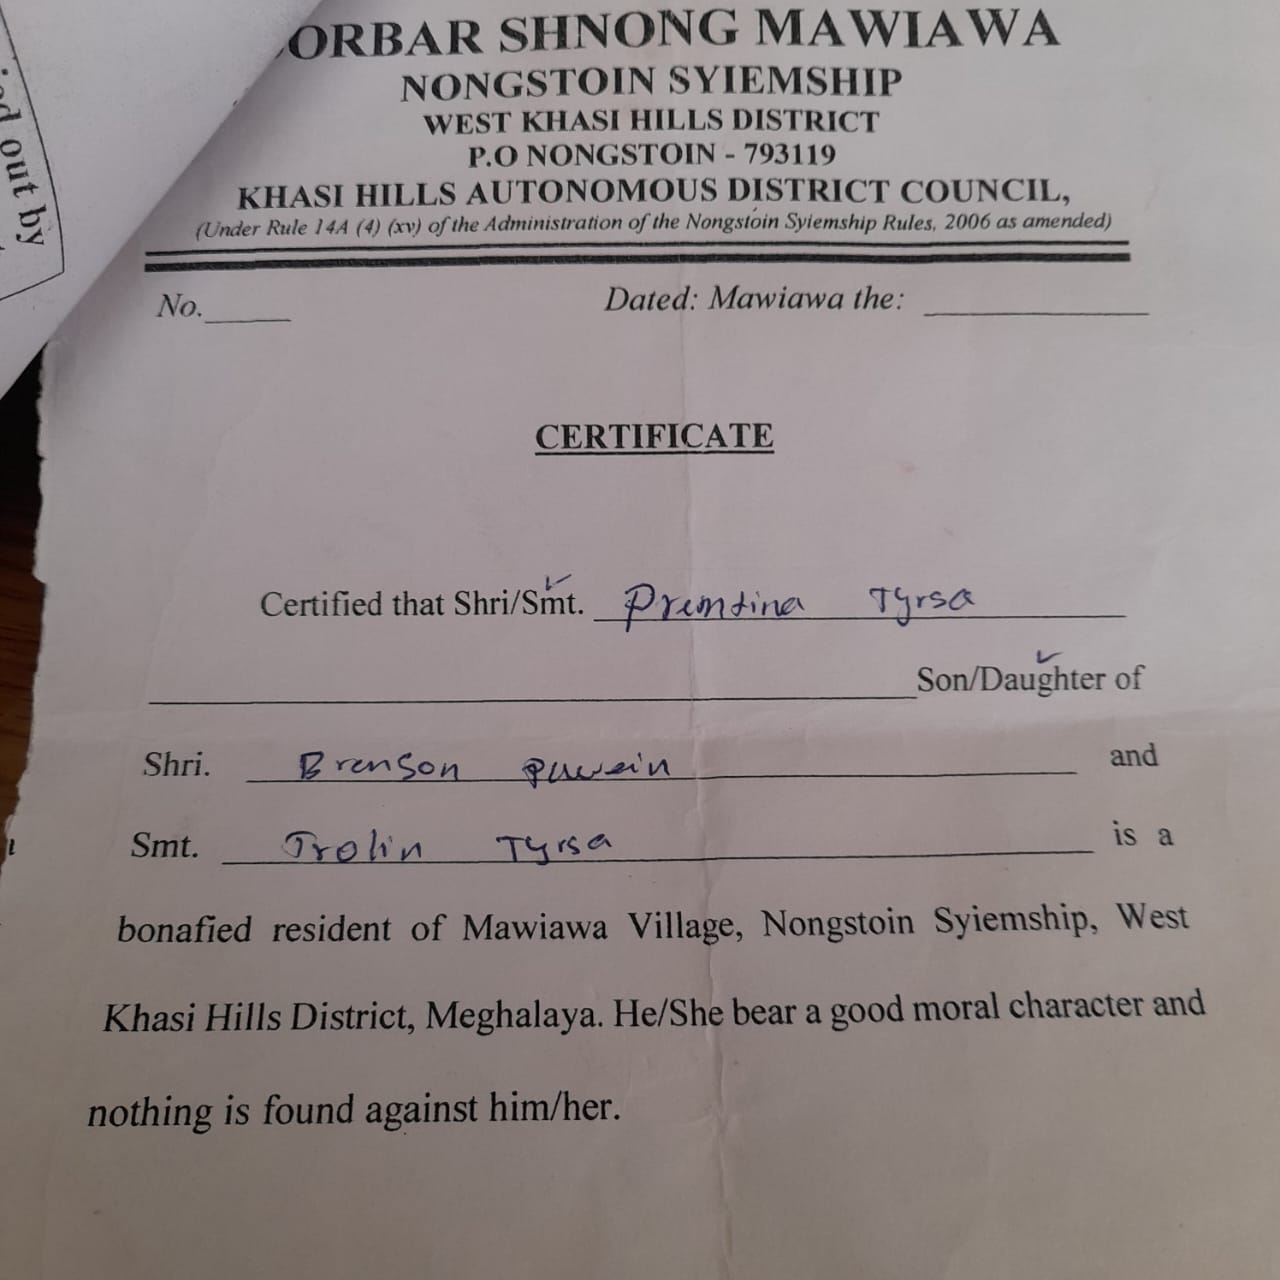 ORBAR SHNONG MAWIAWA
NONGSTOIN SYIEMSHIP
WEST KHASI HILLS DISTRICT
P.O NONGSTOIN - 793119
KHASI HILLS AUTONOMOUS DISTRICT COUNCIL,
(Under Rule 14A (4) (xv) of the Administration of the Nongstoin Syiemship Rules, 2006 as amended)
No.
Dated: Mawiawa the:
CERTIFICATE
Certified that Shri/Smt. Premtina Tyrsa
Son/Daughter of
Shri. Brenson and
Smt. Trolin Tyrsa is a
bonafied resident of Mawiawa Village, Nongstoin Syiemship, West
Khasi Hills District, Meghalaya. He/She bear a good moral character and
nothing is found against him/her.
out by